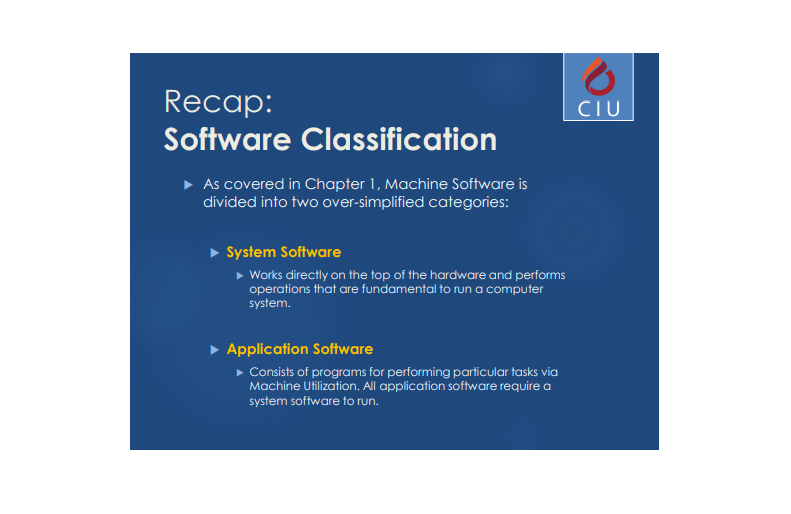 CIU
Recap:
Software Classification
As covered in Chapter 1, Machine Software is
divided into two over-simplified categories:
System Software
Works directly on the top of the hardware and performs
operations that are fundamental to run a computer
system.
Application Software
Consists of programs for performing particular tasks via
Machine Utilization. All application software require a
system software to run.